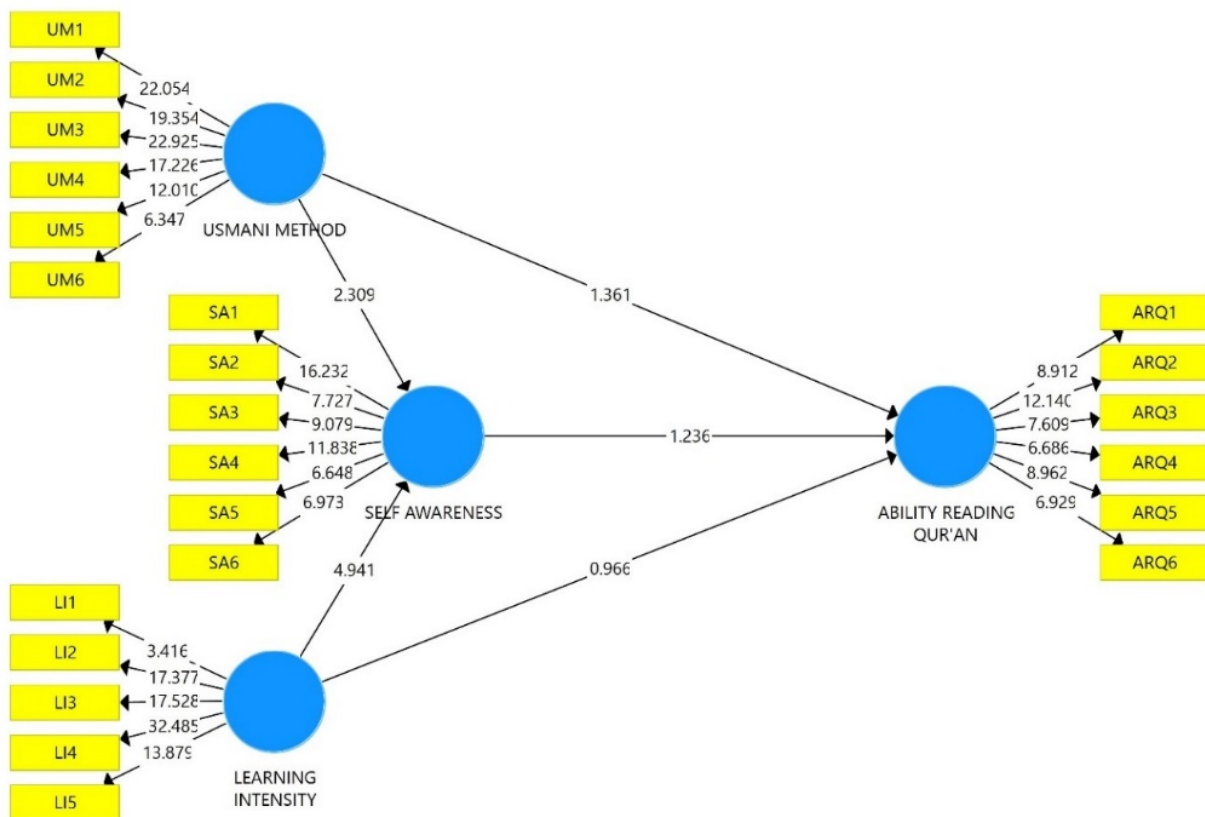 UM1
UM2
UM3
UM4
UM5
UM6
22.054
19.354
22.925
17.226
12.010
6.347
USMANI METHOD
2.309
1.361
SA1
SA2
SA3
SA4
SA5
SA6
16.232
7.727
9.079
11.838
6.648
6.973
SELF AWARENESS
1.236
4.941
0.966
ARQ1
ARQ2
ARQ3
ARQ4
ARQ5
ARQ6
8.912
12.140
7.609
6.686
8.962
6.929
ABILITY READING
QUR'AN
LI1
LI2
LI3
LI4
LI5
3.416
17.377
17.528
32.485
13.879
LEARNING
INTENSITY